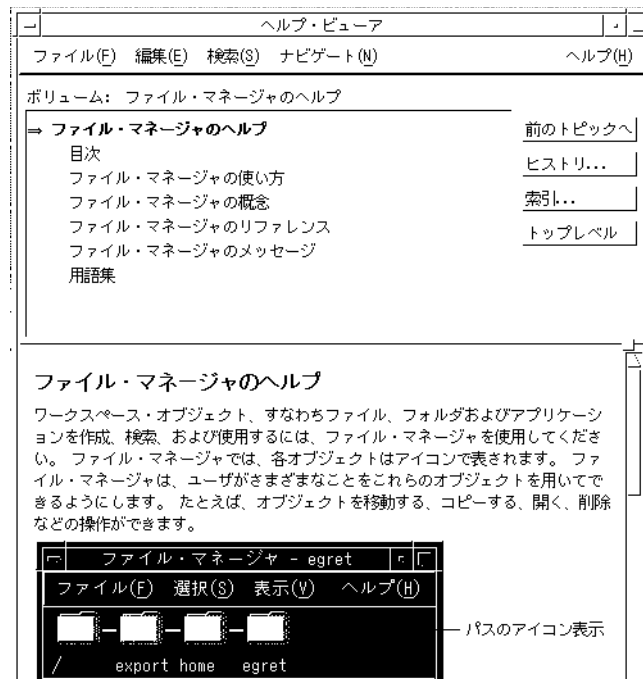 ヘルプ・ビューア
ファイル(F) 編集(E) 検索(S) ナビゲート(N) ヘルプ(H)
ボリューム: ファイル・マネージャのヘルプ
⇒ ファイル・マネージャのヘルプ
目次
ファイル・マネージャの使い方
ファイル・マネージャの概念
ファイル・マネージャのリファレンス
ファイル・マネージャのメッセージ
用語集
前のトピックへ
ヒストリ...
索引...
トップレベル
ファイル・マネージャのヘルプ
ワークスペース・オブジェクト、すなわちファイル、フォルダおよびアプリケーシ
ョンを作成、検索、および使用するには、ファイル・マネージャを使用してくださ
い。 ファイル・マネージャでは、各オブジェクトはアイコンで表されます。 ファ
イル・マネージャは、ユーザがさまざまなことをこれらのオブジェクトを用いてで
きるようにします。 たとえば、オブジェクトを移動する、コピーする、開く、削除
などの操作ができます。
ファイル・マネージャ - egret
ファイル(F) 選択(S) 表示(V) ヘルプ(H)
パスのアイコン表示
/ export home egret